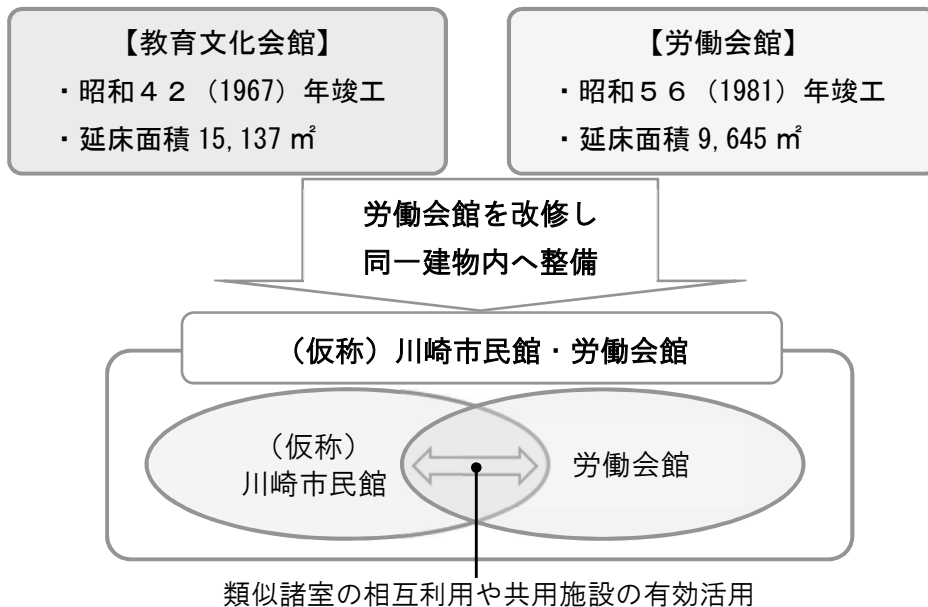 【教育文化会館】
・昭和４２（1967）年竣工
・延床面積 15,137 ㎡
【労働会館】
・昭和５６（1981）年竣工
・延床面積 9,645 ㎡
労働会館を改修し
同一建物内へ整備
（仮称）川崎市民館・労働会館
（仮称）
川崎市民館
労働会館
類似諸室の相互利用や共用施設の有効活用